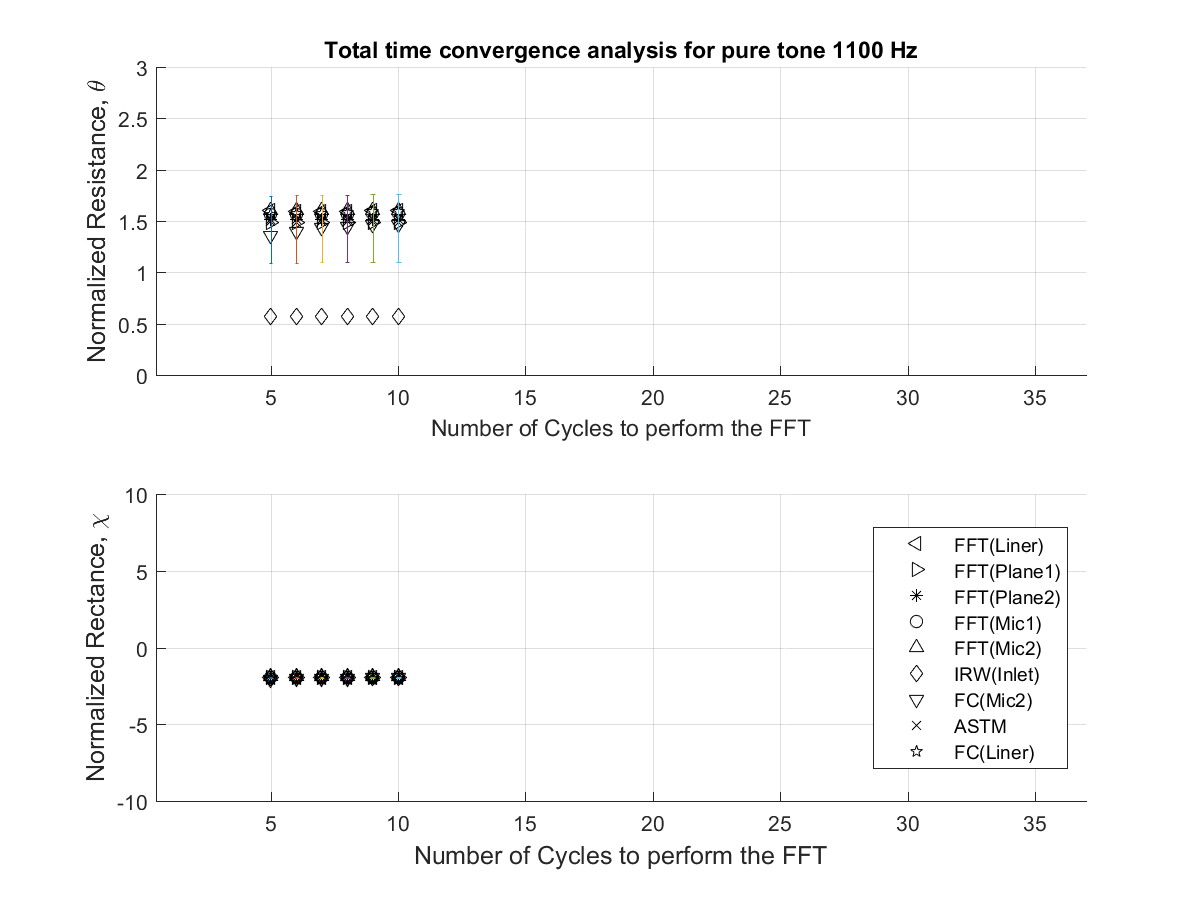 Total time convergence analysis for pure tone 1100 Hz
Normalized Resistance, θ
3
2.5
2
1.5
1
0.5
0
5 10 15 20 25 30 35
Number of Cycles to perform the FFT
Normalized Rectance, χ
10
5
0
-5
-10
FFT(Liner)
FFT(Plane1)
FFT(Plane2)
FFT(Mic1)
FFT(Mic2)
IRW(Inlet)
FC(Mic2)
ASTM
FC(Liner)
5 10 15 20 25 30 35
Number of Cycles to perform the FFT